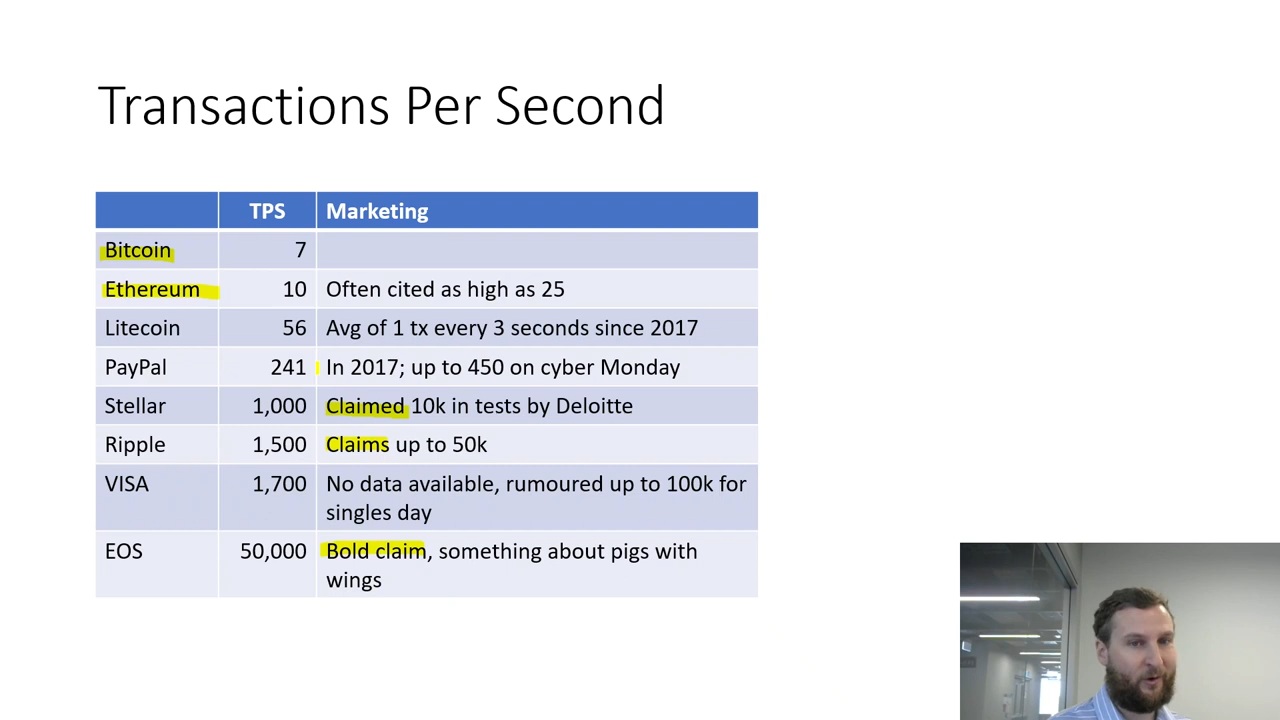 Transactions Per Second
TPS Marketing
Bitcoin 7
Ethereum 10 Often cited as high as 25
Litecoin 56 Avg of 1 tx every 3 seconds since 2017
PayPal 241 In 2017; up to 450 on cyber Monday
Stellar 1,000 Claimed 10k in tests by Deloitte
Ripple 1,500 Claims up to 50k
VISA 1,700 No data available, rumoured up to 100k for
singles day
EOS 50,000 Bold claim, something about pigs with
wings